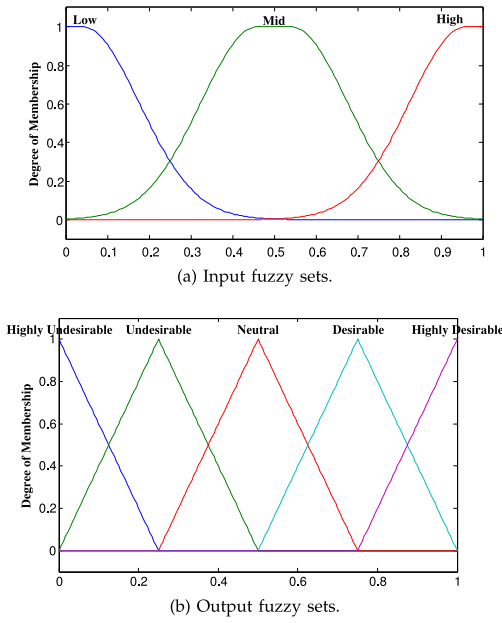 Low Mid High
1
0.8
0.6
0.4
0.2
0
Degree of Membership
0 0.1 0.2 0.3 0.4 0.5 0.6 0.7 0.8 0.9 1
(a) Input fuzzy sets.
Highly Undesirable Undesirable Neutral Desirable Highly Desirable
1
0.8
0.6
0.4
0.2
0
Degree of Membership
0 0.2 0.4 0.6 0.8 1
(b) Output fuzzy sets.